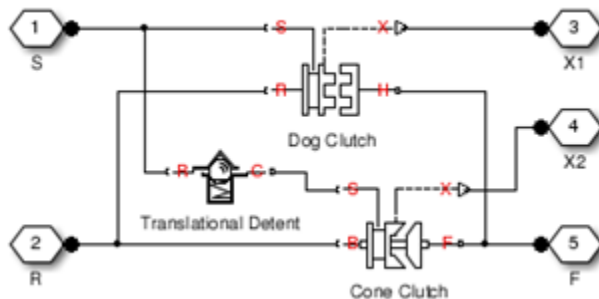 1
S
S
X
3
X1
R
H
Dog Clutch
4
X2
R
C
S
X
Translational Detent
2
R
B
F
5
F
Cone Clutch